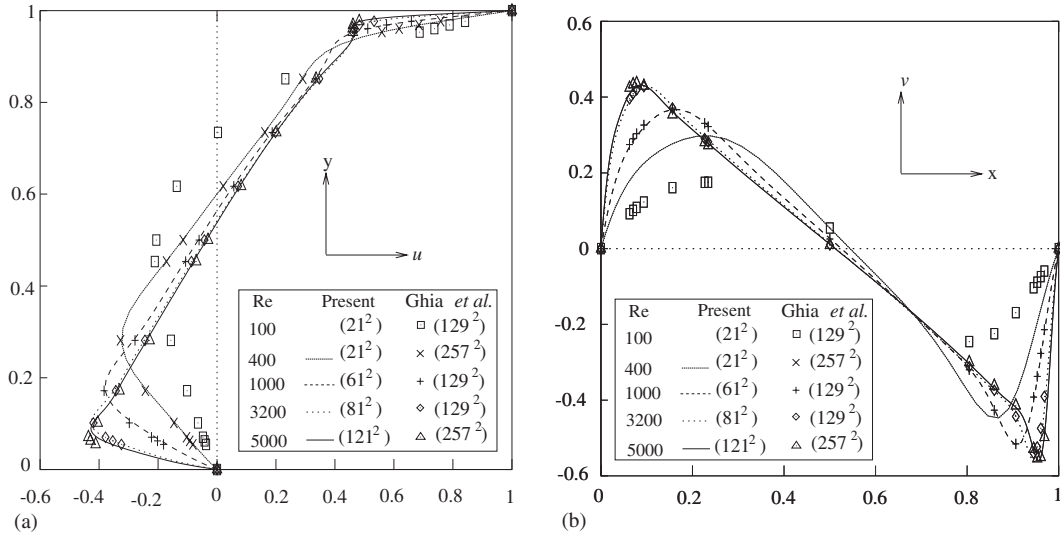 1
0.8
0.6
0.4
0.2
0
-0.6
-0.4
-0.2
0
0.2
0.4
0.6
0.8
1
y
u
Re Present Ghia et al.
100 (21²) (129²)
400 (21²) (257²)
1000 (61²) (129²)
3200 (81²) (129²)
5000 (121²) (257²)
(a)
0.6
0.4
0.2
0
-0.2
-0.4
-0.6
0
0.2
0.4
0.6
0.8
1
v
x
Re Present Ghia et al.
100 (21²) (129²)
400 (21²) (257²)
1000 (61²) (129²)
3200 (81²) (129²)
5000 (121²) (257²)
(b)